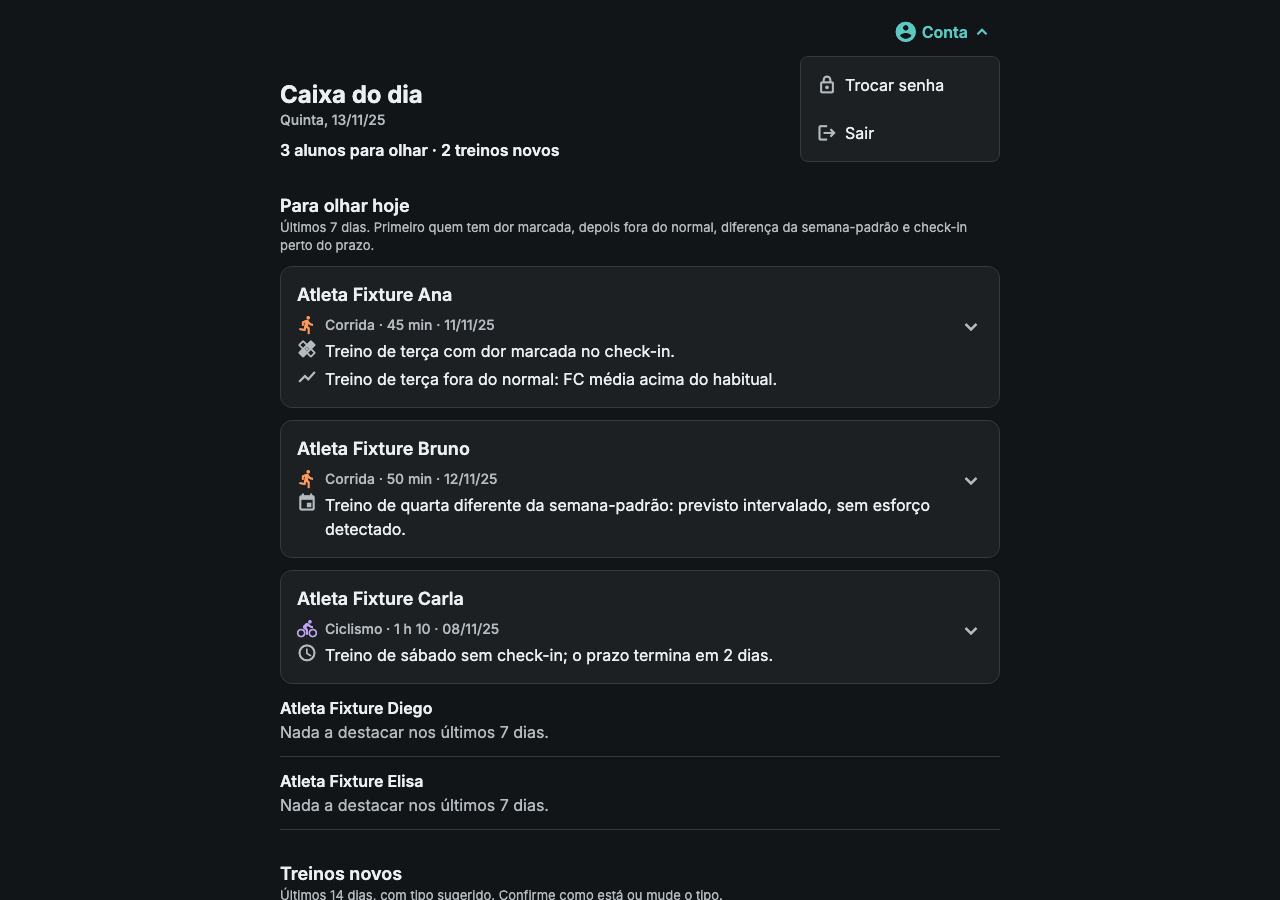 Conta
Trocar senha
Sair
Caixa do dia
Quinta, 13/11/25
3 alunos para olhar · 2 treinos novos
Para olhar hoje
Últimos 7 dias. Primeiro quem tem dor marcada, depois fora do normal, diferença da semana-padrão e check-in
perto do prazo.
Atleta Fixture Ana
Corrida · 45 min · 11/11/25
Treino de terça com dor marcada no check-in.
Treino de terça fora do normal: FC média acima do habitual.
Atleta Fixture Bruno
Corrida · 50 min · 12/11/25
Treino de quarta diferente da semana-padrão: previsto intervalado, sem esforço
detectado.
Atleta Fixture Carla
Ciclismo · 1 h 10 · 08/11/25
Treino de sábado sem check-in; o prazo termina em 2 dias.
Atleta Fixture Diego
Nada a destacar nos últimos 7 dias.
Atleta Fixture Elisa
Nada a destacar nos últimos 7 dias.
Treinos novos
Últimos 14 dias, com tipo sugerido. Confirme como está ou mude o tipo.